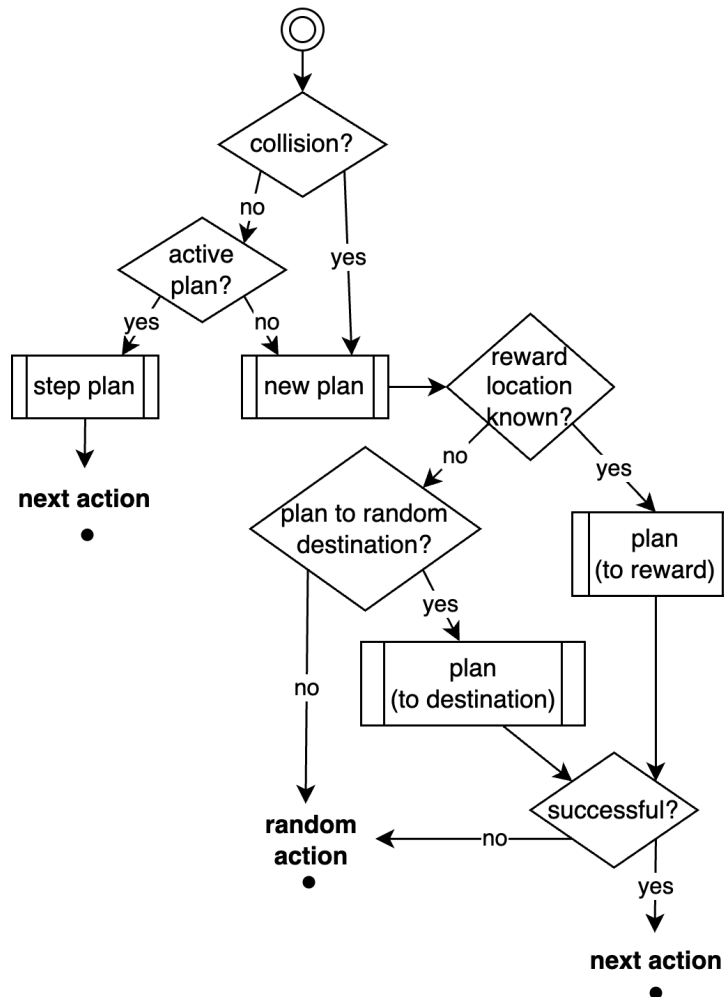 collision?
no
yes
active
plan?
yes
no
step plan
new plan
reward
location
known?
no
yes
next action
plan to random
destination?
plan
(to reward)
yes
no
plan
(to destination)
successful?
random
action
no
yes
next action